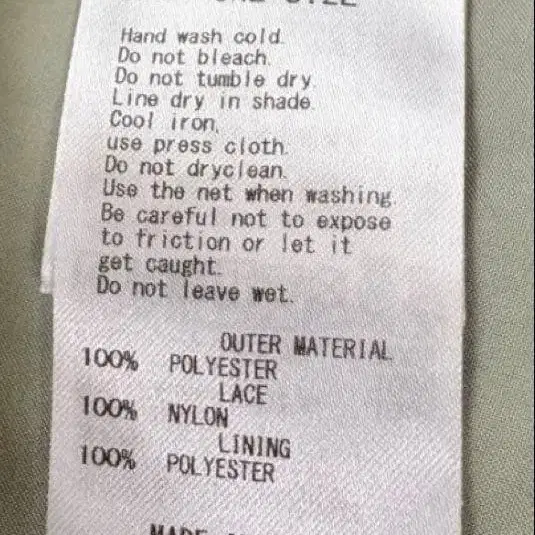 Hand wash cold.
Do not bleach.
Do not tumble dry.
Line dry in shade.
Cool iron,
use press cloth.
Do not dryclean.
Use the net when washing.
Be careful not to expose
to friction or let it
get caught.
Do not leave wet.
OUTER MATERIAL
100% POLYESTER
LACE
100% NYLON
LINING
100% POLYESTER
MADE